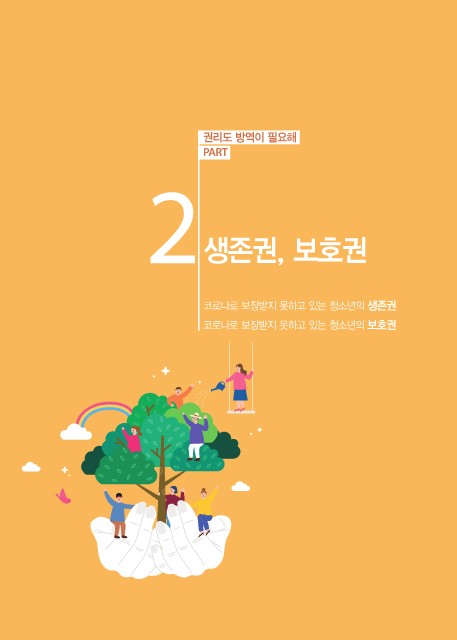 권리도 방역이 필요해
PART
2
생존권, 보호권
코로나로 보장받지 못하고 있는 청소년의 생존권
코로나로 보장받지 못하고 있는 청소년의 보호권